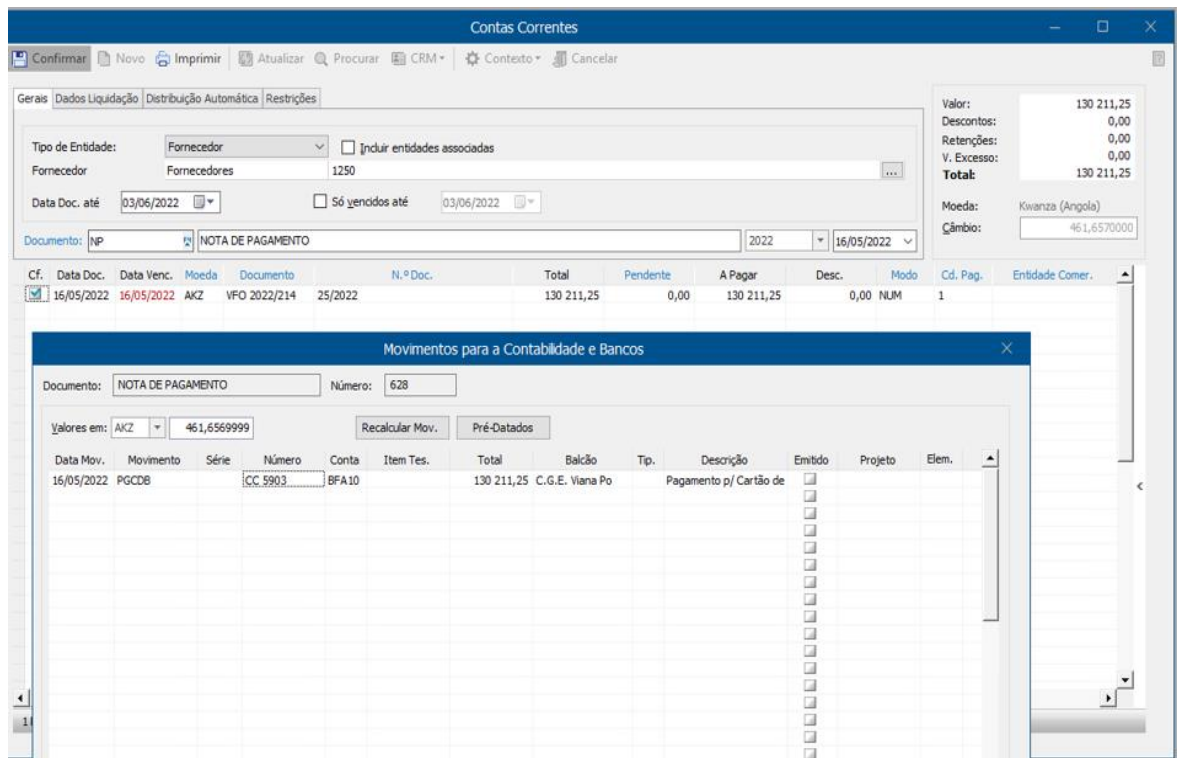 Contas Correntes
Confirmar Novo Imprimir Atualizar Procurar CRM Contexto Cancelar
Gerais Dados Liquidação Distribuição Automática Restrições
Valor: 130 211,25
Descontos: 0,00
Retenções: 0,00
V. Excesso: 0,00
Total: 130 211,25
Moeda: Kwanza (Angola)
Câmbio: 461,6570000
Tipo de Entidade: Fornecedor Incluir entidades associadas
Fornecedor Fornecedores 1250 ...
Data Doc. até 03/06/2022 Só vencidos até 03/06/2022
Documento: NP NOTA DE PAGAMENTO 2022 16/05/2022
Cf. Data Doc. Data Venc. Moeda Documento N.º Doc. Total Pendente A Pagar Desc. Modo Cd. Pag. Entidade Comer.
16/05/2022 16/05/2022 AKZ VFO 2022/214 25/2022 130 211,25 0,00 130 211,25 0,00 NUM 1
Movimentos para a Contabilidade e Bancos
Documento: NOTA DE PAGAMENTO Número: 628
Valores em: AKZ 461,6569999 Recalcular Mov. Pré-Datados
Data Mov. Movimento Série Número Conta Item Tes. Total Balcão Tip. Descrição Emitido Projeto Elem.
16/05/2022 PGCDB CC 5903 BFA10 130 211,25 C.G.E. Viana Po Pagamento p/ Cartão de